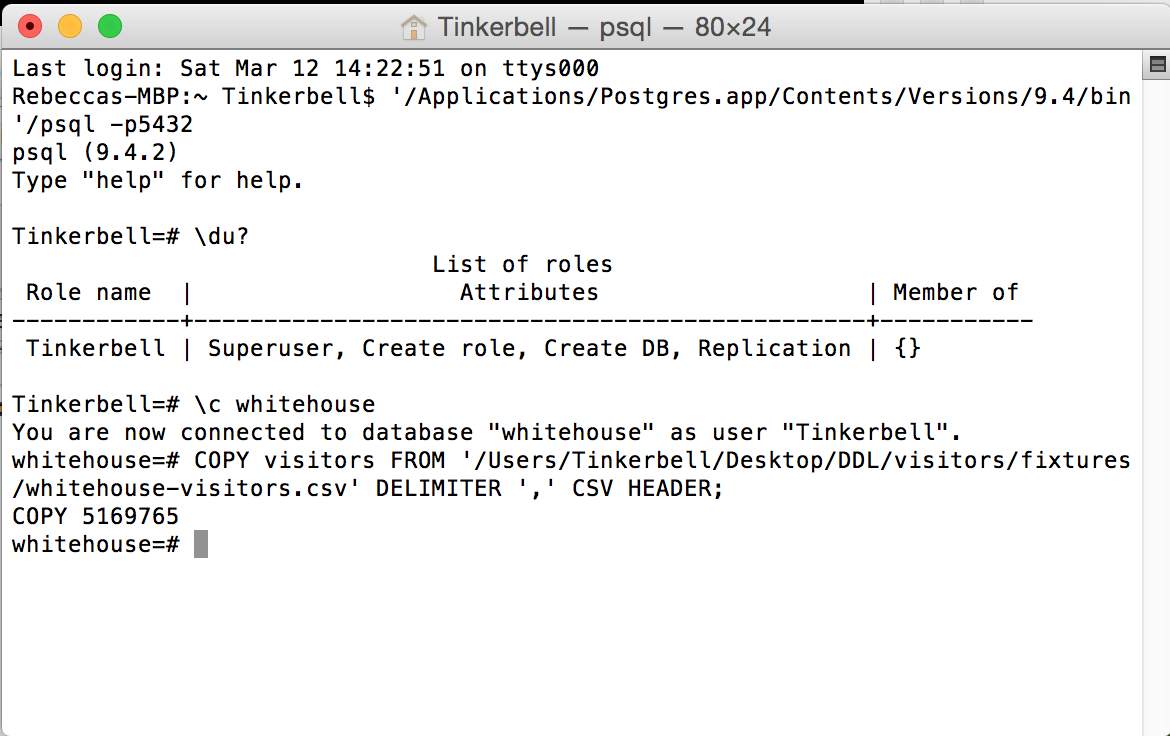 Tinkerbell — psql — 80×24
Last login: Sat Mar 12 14:22:51 on ttys000
Rebeccas-MBP:~ Tinkerbell$ '/Applications/Postgres.app/Contents/Versions/9.4/bin
'/psql -p5432
psql (9.4.2)
Type "help" for help.
Tinkerbell=# \du?
                              List of roles
 Role name  |                   Attributes                   | Member of
------------+------------------------------------------------+-----------
 Tinkerbell | Superuser, Create role, Create DB, Replication | {}
Tinkerbell=# \c whitehouse
You are now connected to database "whitehouse" as user "Tinkerbell".
whitehouse=# COPY visitors FROM '/Users/Tinkerbell/Desktop/DDL/visitors/fixtures
/whitehouse-visitors.csv' DELIMITER ',' CSV HEADER;
COPY 5169765
whitehouse=#